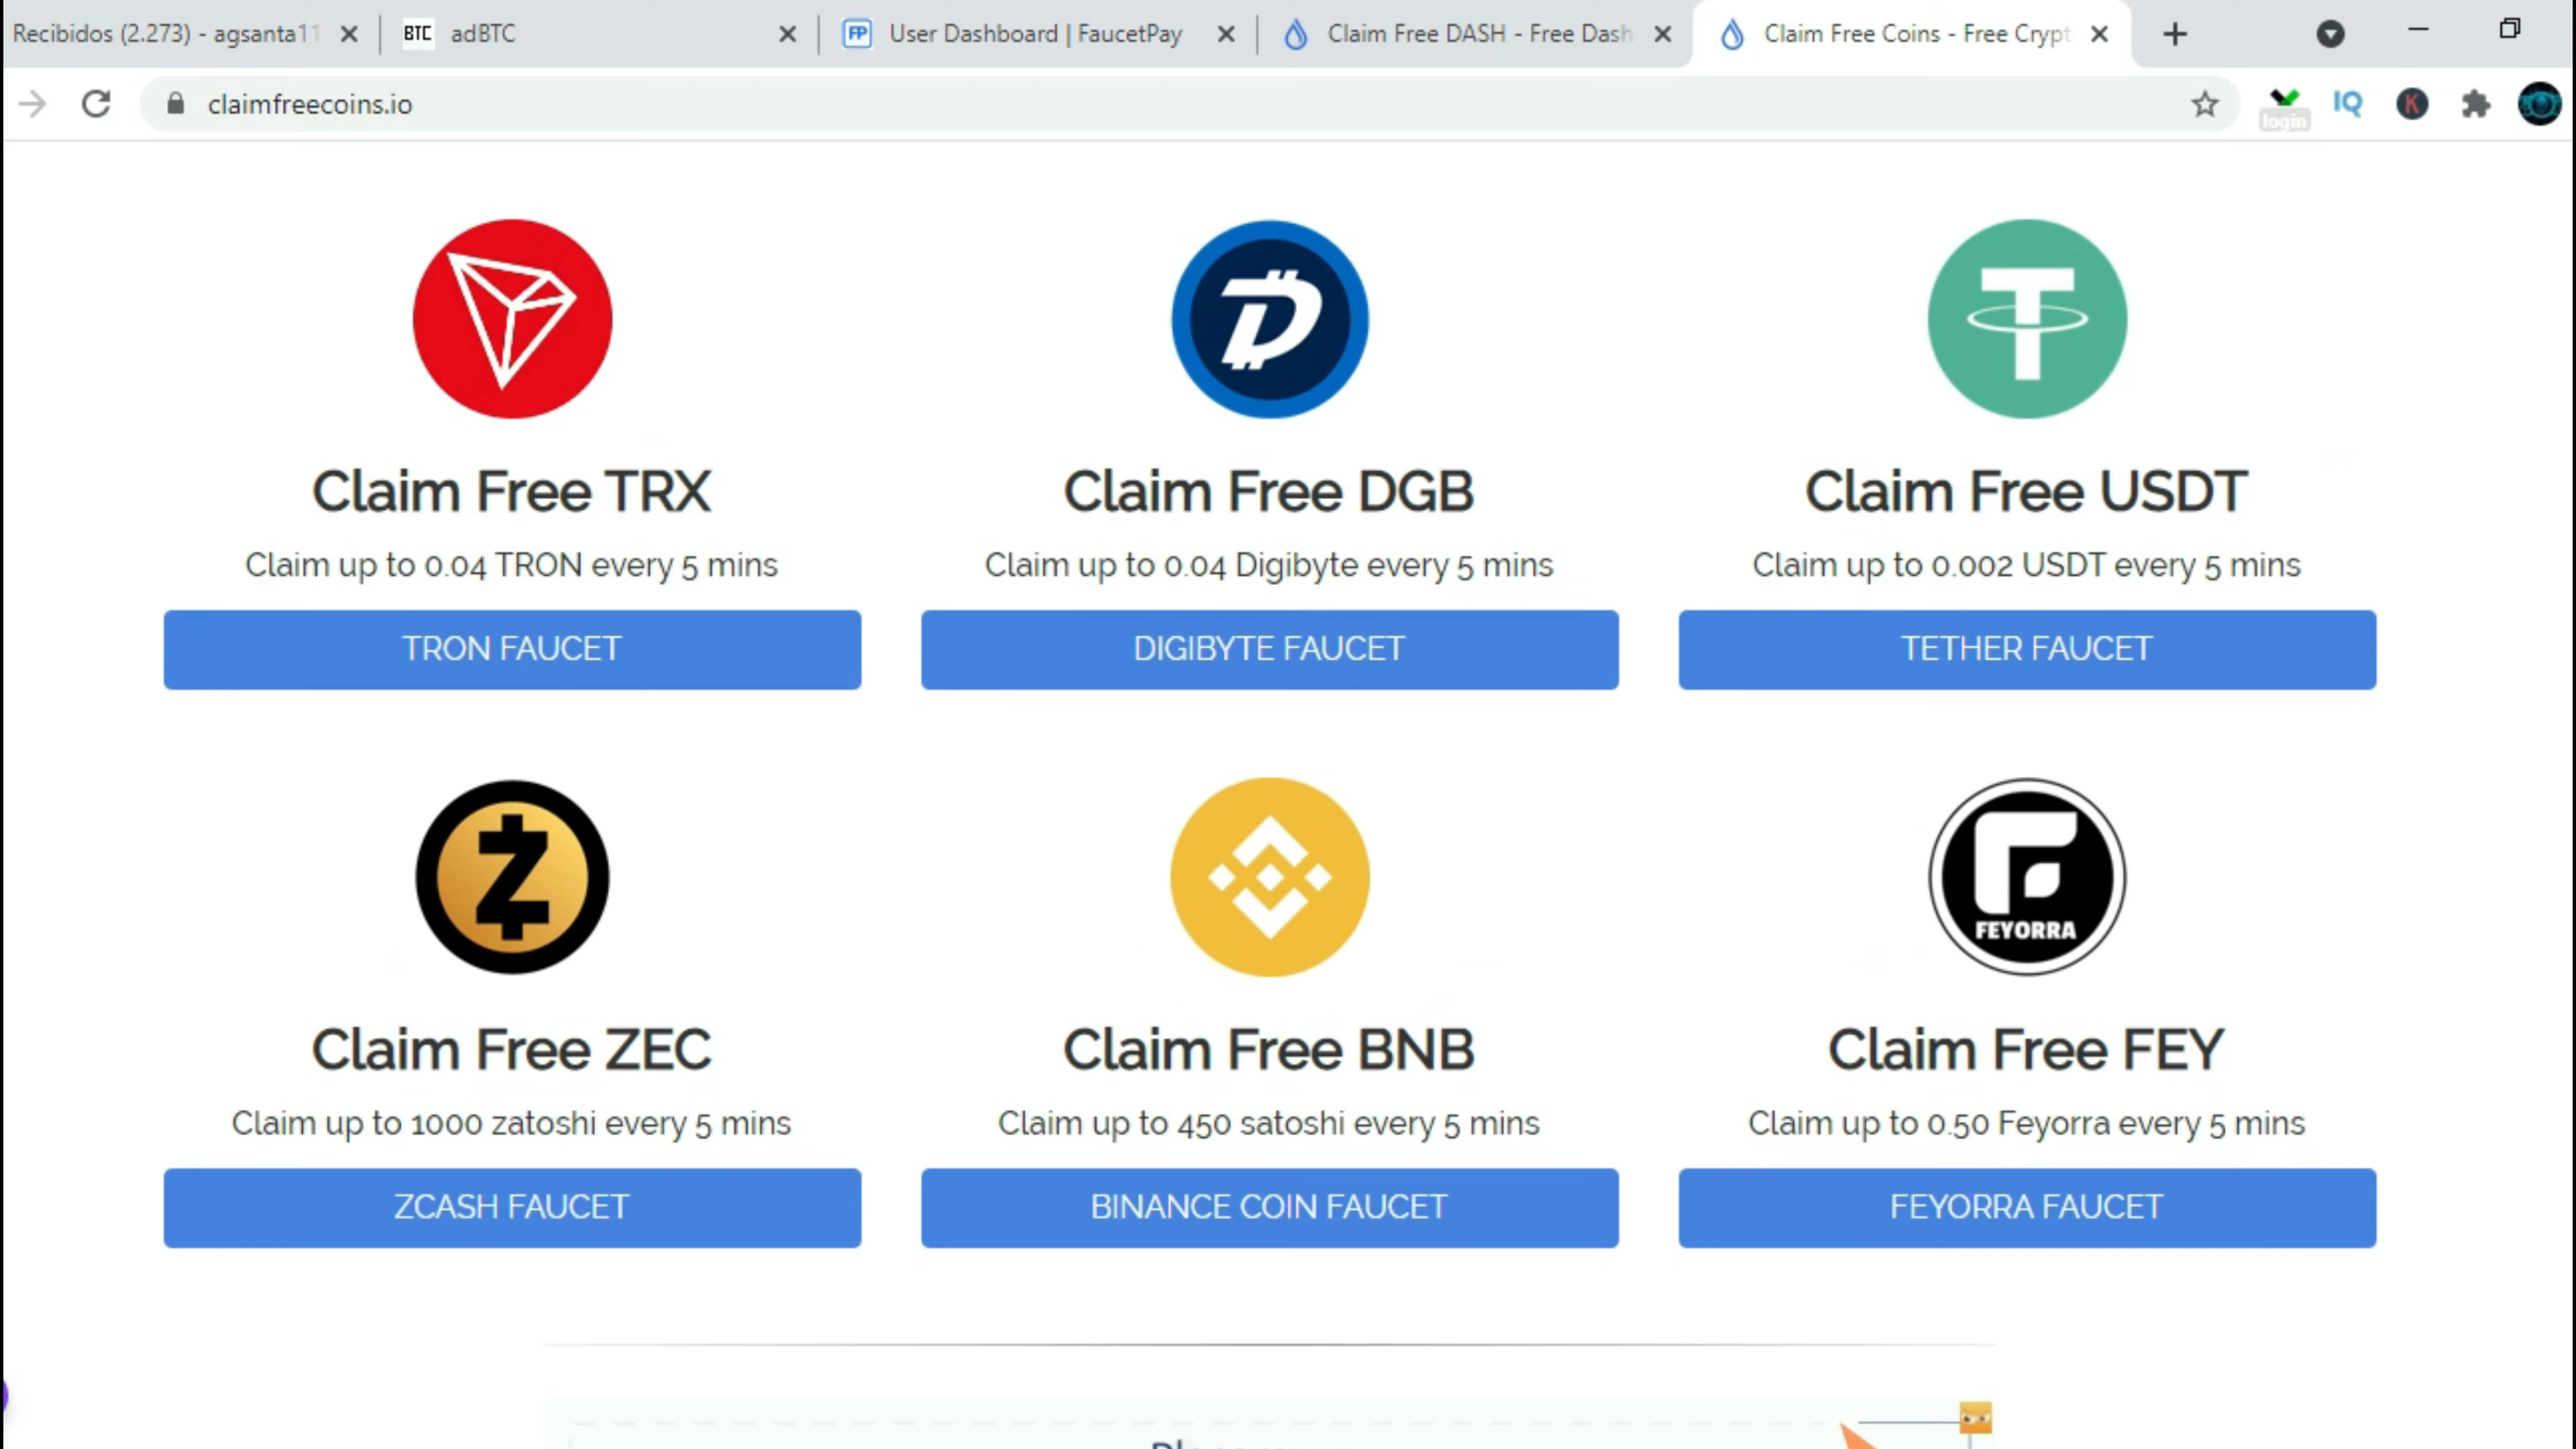 Recibidos (2.273) - agsanta11
BTC adBTC
FP User Dashboard | FaucetPay
Claim Free DASH - Free Dash
Claim Free Coins - Free Crypt
claimfreecoins.io
login
IQ
K
Claim Free TRX
Claim up to 0.04 TRON every 5 mins
TRON FAUCET
Claim Free DGB
Claim up to 0.04 Digibyte every 5 mins
DIGIBYTE FAUCET
Claim Free USDT
Claim up to 0.002 USDT every 5 mins
TETHER FAUCET
Claim Free ZEC
Claim up to 1000 zatoshi every 5 mins
ZCASH FAUCET
Claim Free BNB
Claim up to 450 satoshi every 5 mins
BINANCE COIN FAUCET
FEYORRA
Claim Free FEY
Claim up to 0.50 Feyorra every 5 mins
FEYORRA FAUCET